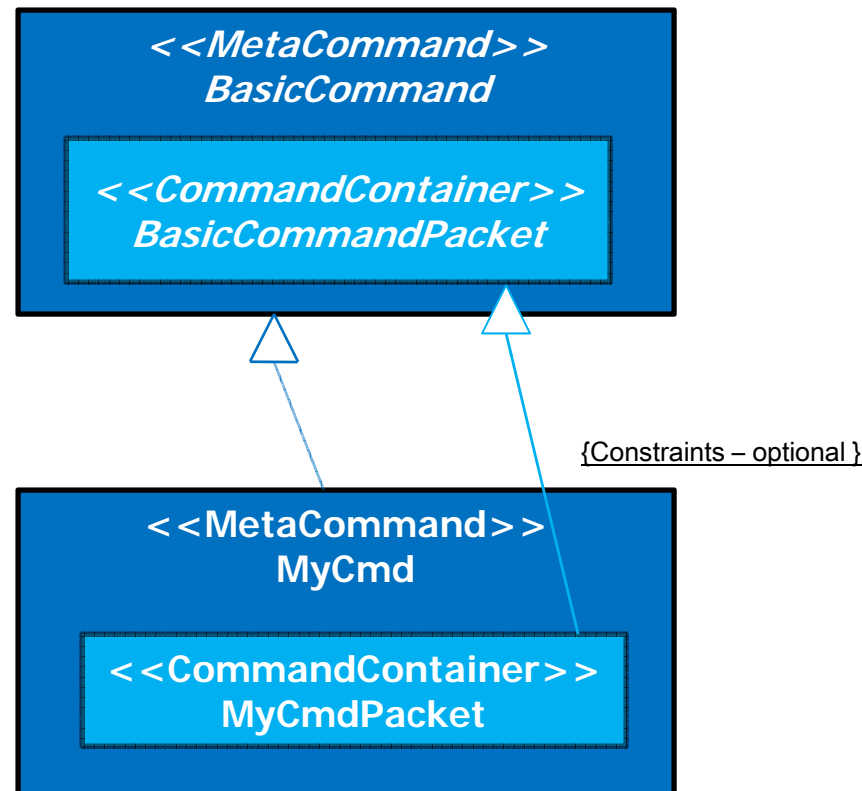 <<MetaCommand>>
BasicCommand
<<CommandContainer>>
BasicCommandPacket
{Constraints – optional }
<<MetaCommand>>
MyCmd
<<CommandContainer>>
MyCmdPacket